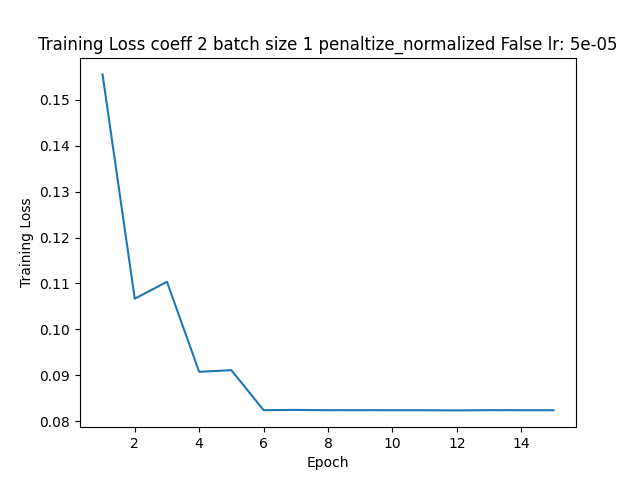 Training Loss coeff 2 batch size 1 penaltize_normalized False lr: 5e-05
0.15
0.14
0.13
0.12
0.11
0.10
0.09
0.08
Training Loss
2 4 6 8 10 12 14
Epoch